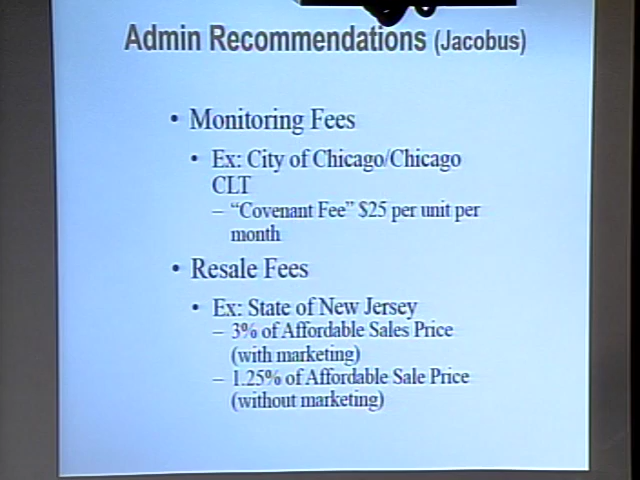 Admin Recommendations (Jacobus)
• Monitoring Fees
• Ex: City of Chicago/Chicago
CLT
– “Covenant Fee” $25 per unit per
month
• Resale Fees
• Ex: State of New Jersey
– 3% of Affordable Sales Price
(with marketing)
– 1.25% of Affordable Sale Price
(without marketing)